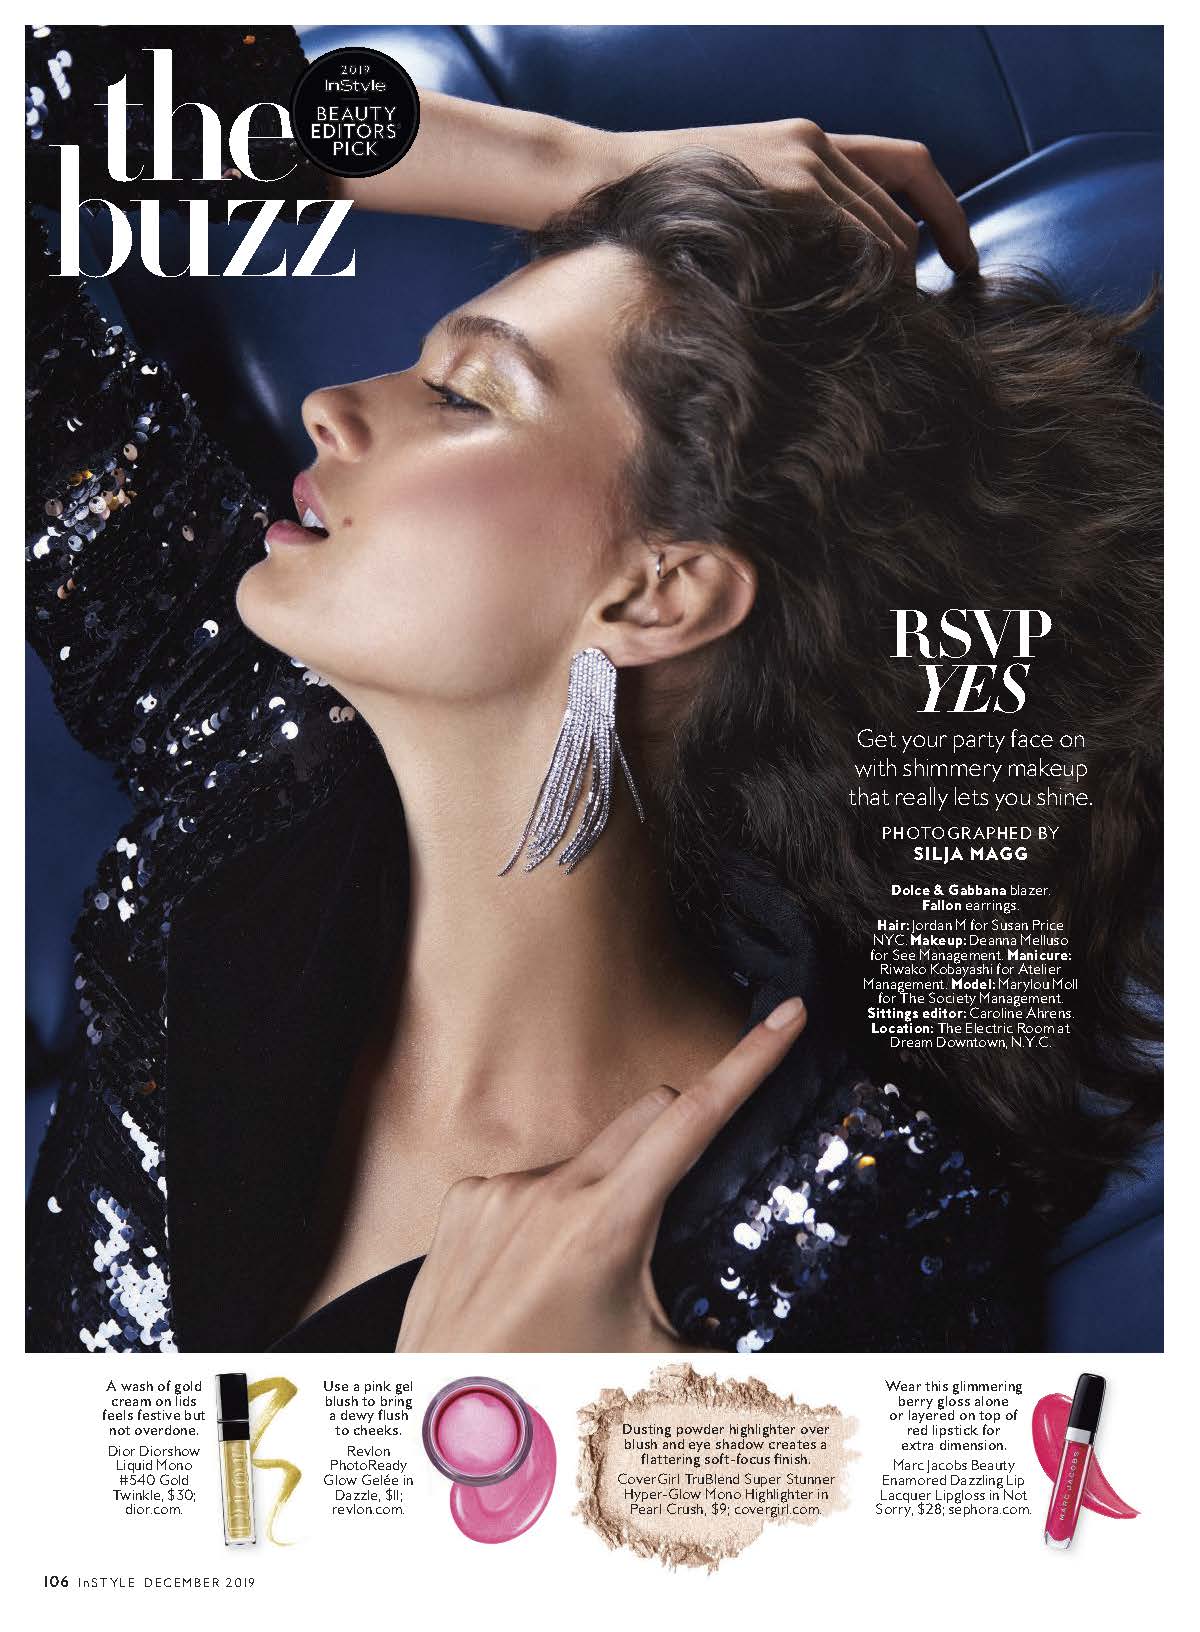 the
buzz
2019
InStyle
BEAUTY
EDITORS'
PICK
RSVP
YES
Get your party face on
with shimmery makeup
that really lets you shine.
PHOTOGRAPHED BY
SILJA MAGG
Dolce & Gabbana blazer.
Fallon earrings.
Hair: Jordan M for Susan Price
NYC. Makeup: Deanna Melluso
for See Management. Manicure:
Riwako Kobayashi for Atelier
Management. Model: Marylou Moll
for The Society Management.
Sittings editor: Caroline Ahrens.
Location: The Electric Room at
Dream Downtown, N.Y.C.
A wash of gold
cream on lids
feels festive but
not overdone.
Dior Diorshow
Liquid Mono
#540 Gold
Twinkle, $30;
dior.com.
DIOR
Use a pink gel
blush to bring
a dewy flush
to cheeks.
Revlon
PhotoReady
Glow Gelée in
Dazzle, $11;
revlon.com.
Dusting powder highlighter over
blush and eye shadow creates a
flattering soft-focus finish.
CoverGirl TruBlend Super Stunner
Hyper-Glow Mono Highlighter in
Pearl Crush, $9; covergirl.com.
Wear this glimmering
berry gloss alone
or layered on top of
red lipstick for
extra dimension.
Marc Jacobs Beauty
Enamored Dazzling Lip
Lacquer Lipgloss in Not
Sorry, $28; sephora.com.
MARC JACOBS
106 InSTYLE DECEMBER 2019